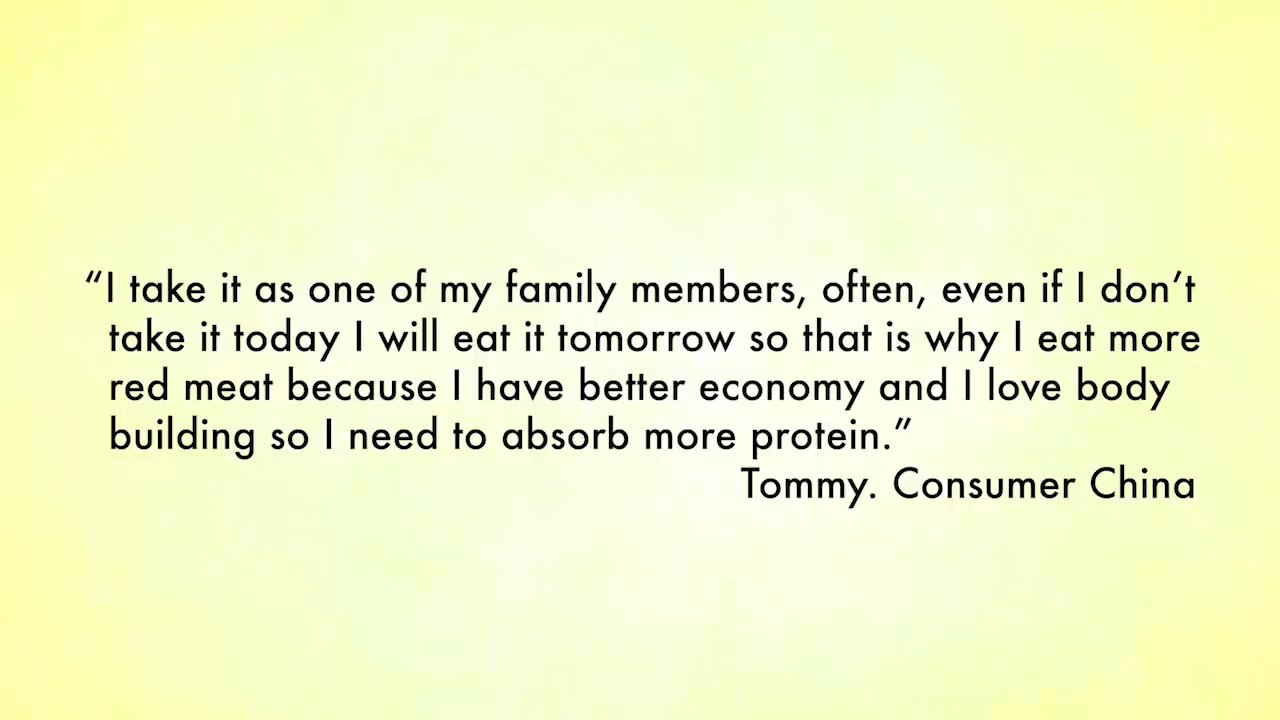 “I take it as one of my family members, often, even if I don’t
take it today I will eat it tomorrow so that is why I eat more
red meat because I have better economy and I love body
building so I need to absorb more protein.”
Tommy. Consumer China